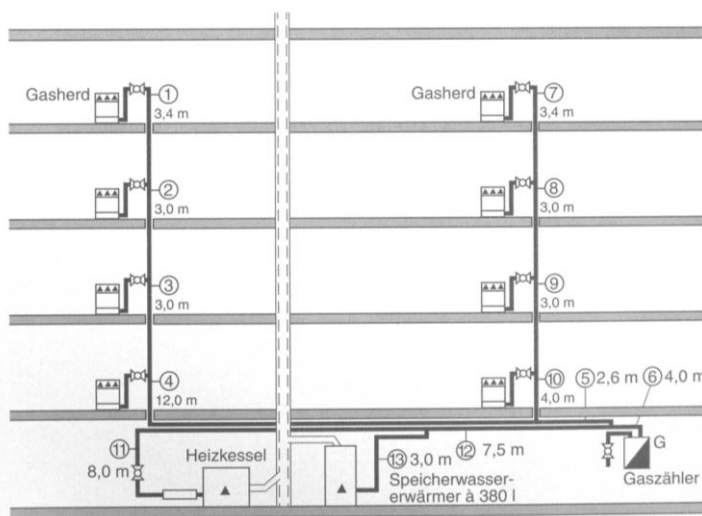 Gasherd
① 3,4 m
② 3,0 m
③ 3,0 m
④ 12,0 m
Gasherd
⑦ 3,4 m
⑧ 3,0 m
⑨ 3,0 m
⑩ 4,0 m
⑤ 2,6 m
⑥ 4,0 m
⑪ 8,0 m
Heizkessel
⑬ 3,0 m
⑫ 7,5 m
Speicherwasser-
erwärmer à 380 l
G
Gaszähler